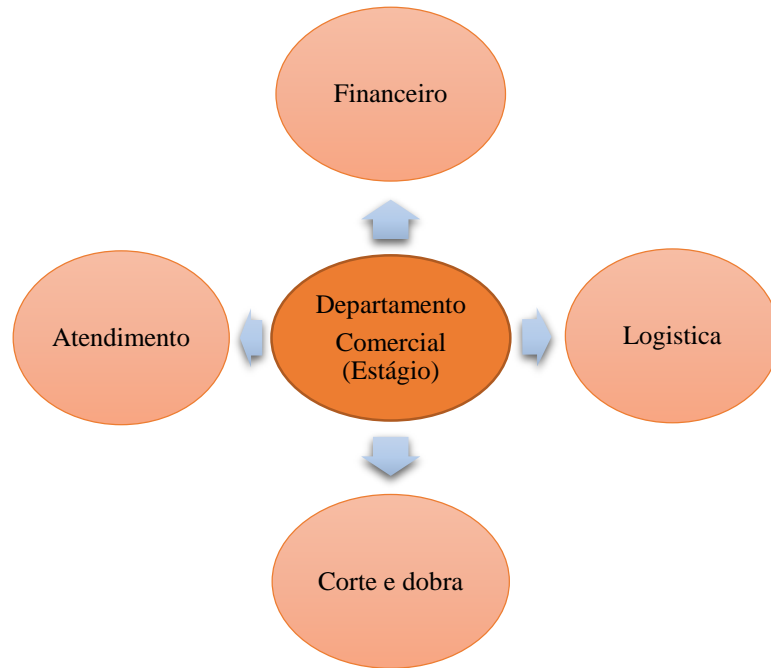 Financeiro
Atendimento
Departamento
Comercial
(Estágio)
Logistica
Corte e dobra